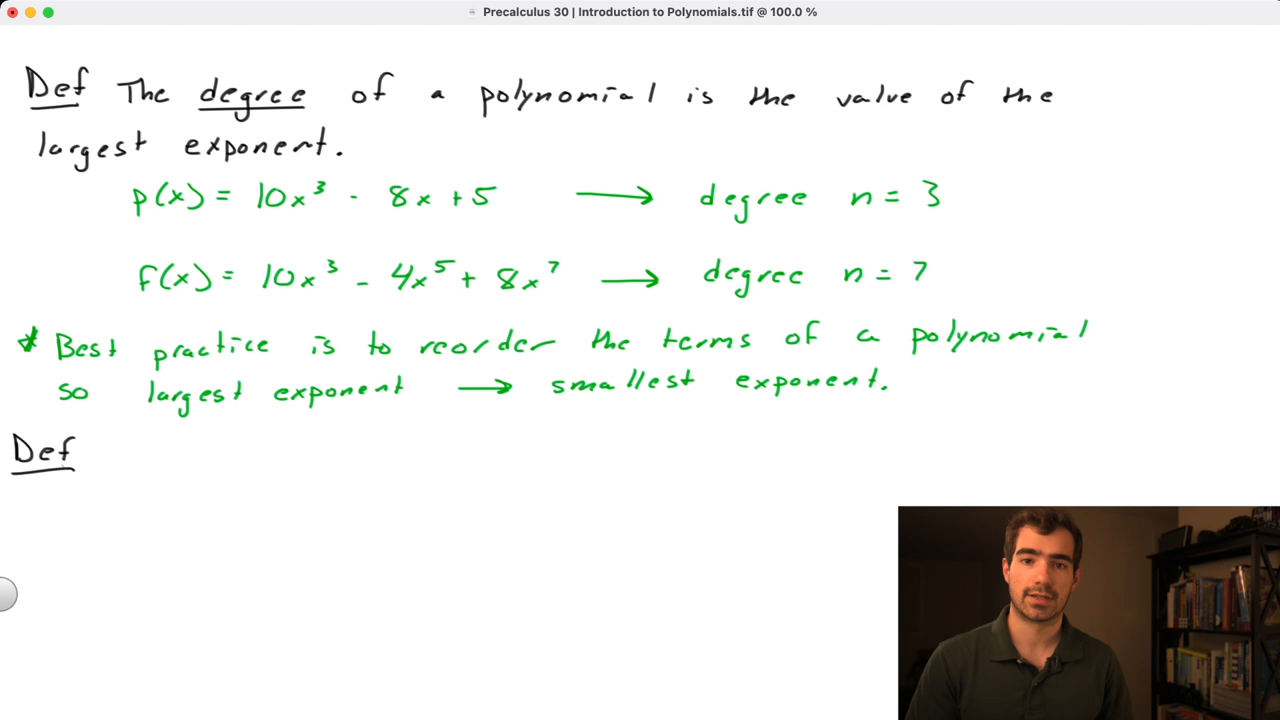 Precalculus 30 | Introduction to Polynomials.tif @ 100.0 %
Def The degree of a polynomial is the value of the
largest exponent.
p(x) = 10x³ - 8x + 5 → degree n = 3
f(x) = 10x³ - 4x⁵ + 8x⁷ → degree n = 7
* Best practice is to reorder the terms of a polynomial
so largest exponent → smallest exponent.
Def